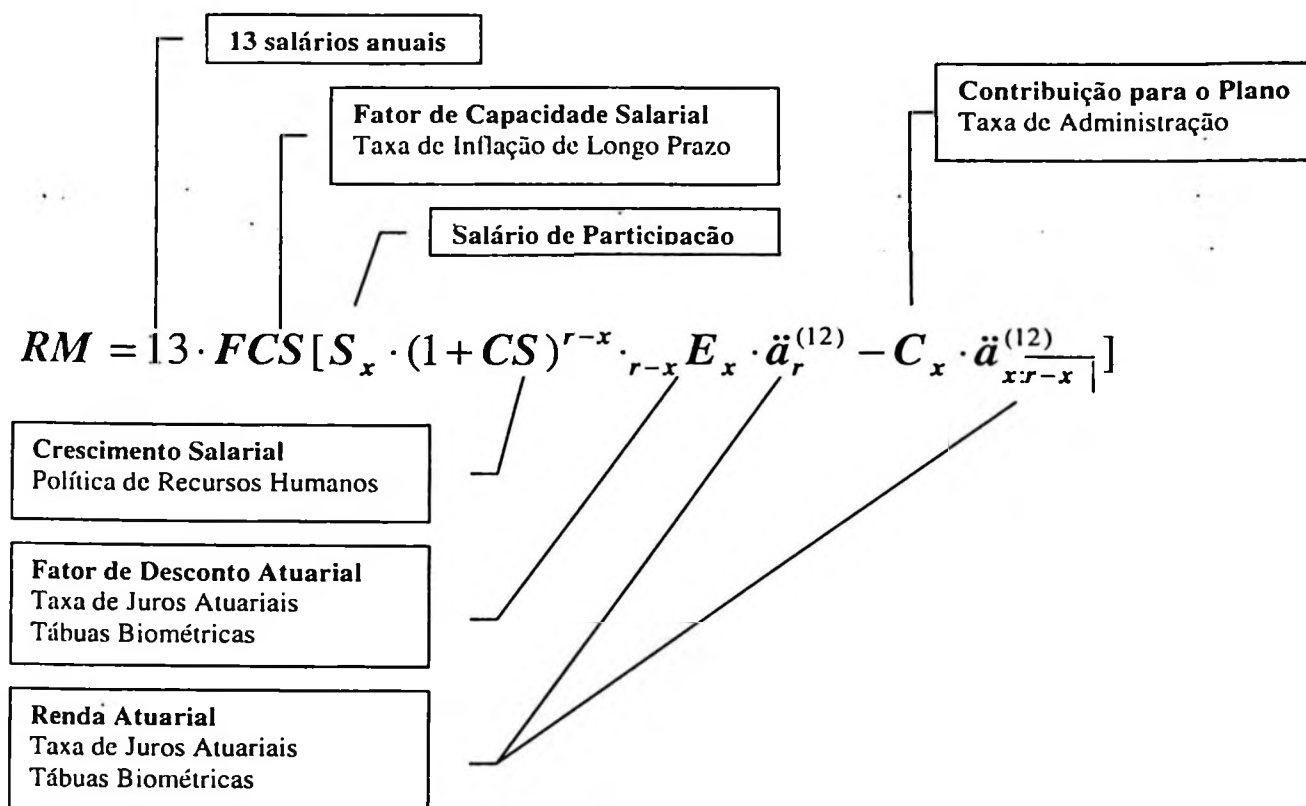 13 salários anuais
Fator de Capacidade Salarial
Taxa de Inflação de Longo Prazo
Contribuição para o Plano
Taxa de Administração
Salário de Participação
RM = 13 · FCS[S_x · (1 + CS)^{r-x} · _{r-x}E_x · ä_r^{(12)} − C_x · ä_{x:r-x|}^{(12)}]
Crescimento Salarial
Política de Recursos Humanos
Fator de Desconto Atuarial
Taxa de Juros Atuariais
Tábuas Biométricas
Renda Atuarial
Taxa de Juros Atuariais
Tábuas Biométricas